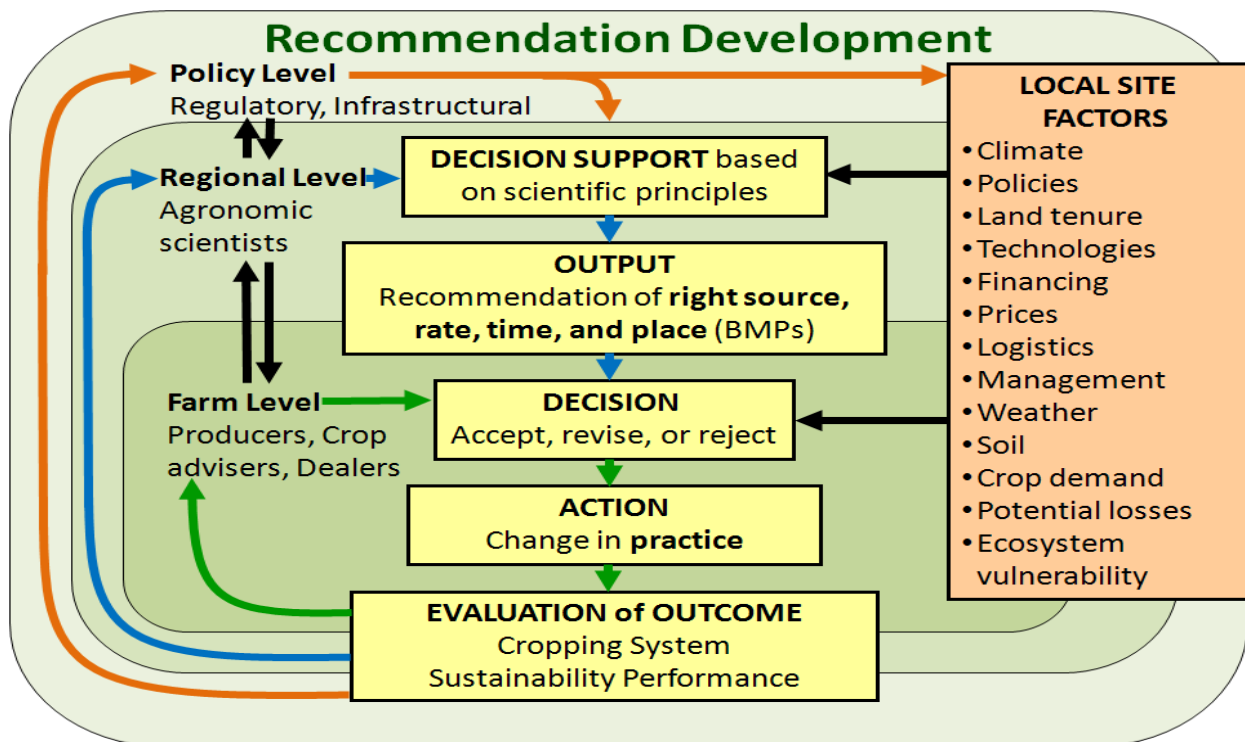 Recommendation Development
Policy Level
Regulatory, Infrastructural
Regional Level
Agronomic
scientists
Farm Level
Producers, Crop
advisers, Dealers
DECISION SUPPORT based
on scientific principles
OUTPUT
Recommendation of right source,
rate, time, and place (BMPs)
DECISION
Accept, revise, or reject
ACTION
Change in practice
EVALUATION of OUTCOME
Cropping System
Sustainability Performance
LOCAL SITE
FACTORS
•Climate
•Policies
•Land tenure
•Technologies
•Financing
•Prices
•Logistics
•Management
•Weather
•Soil
•Crop demand
•Potential losses
•Ecosystem
vulnerability